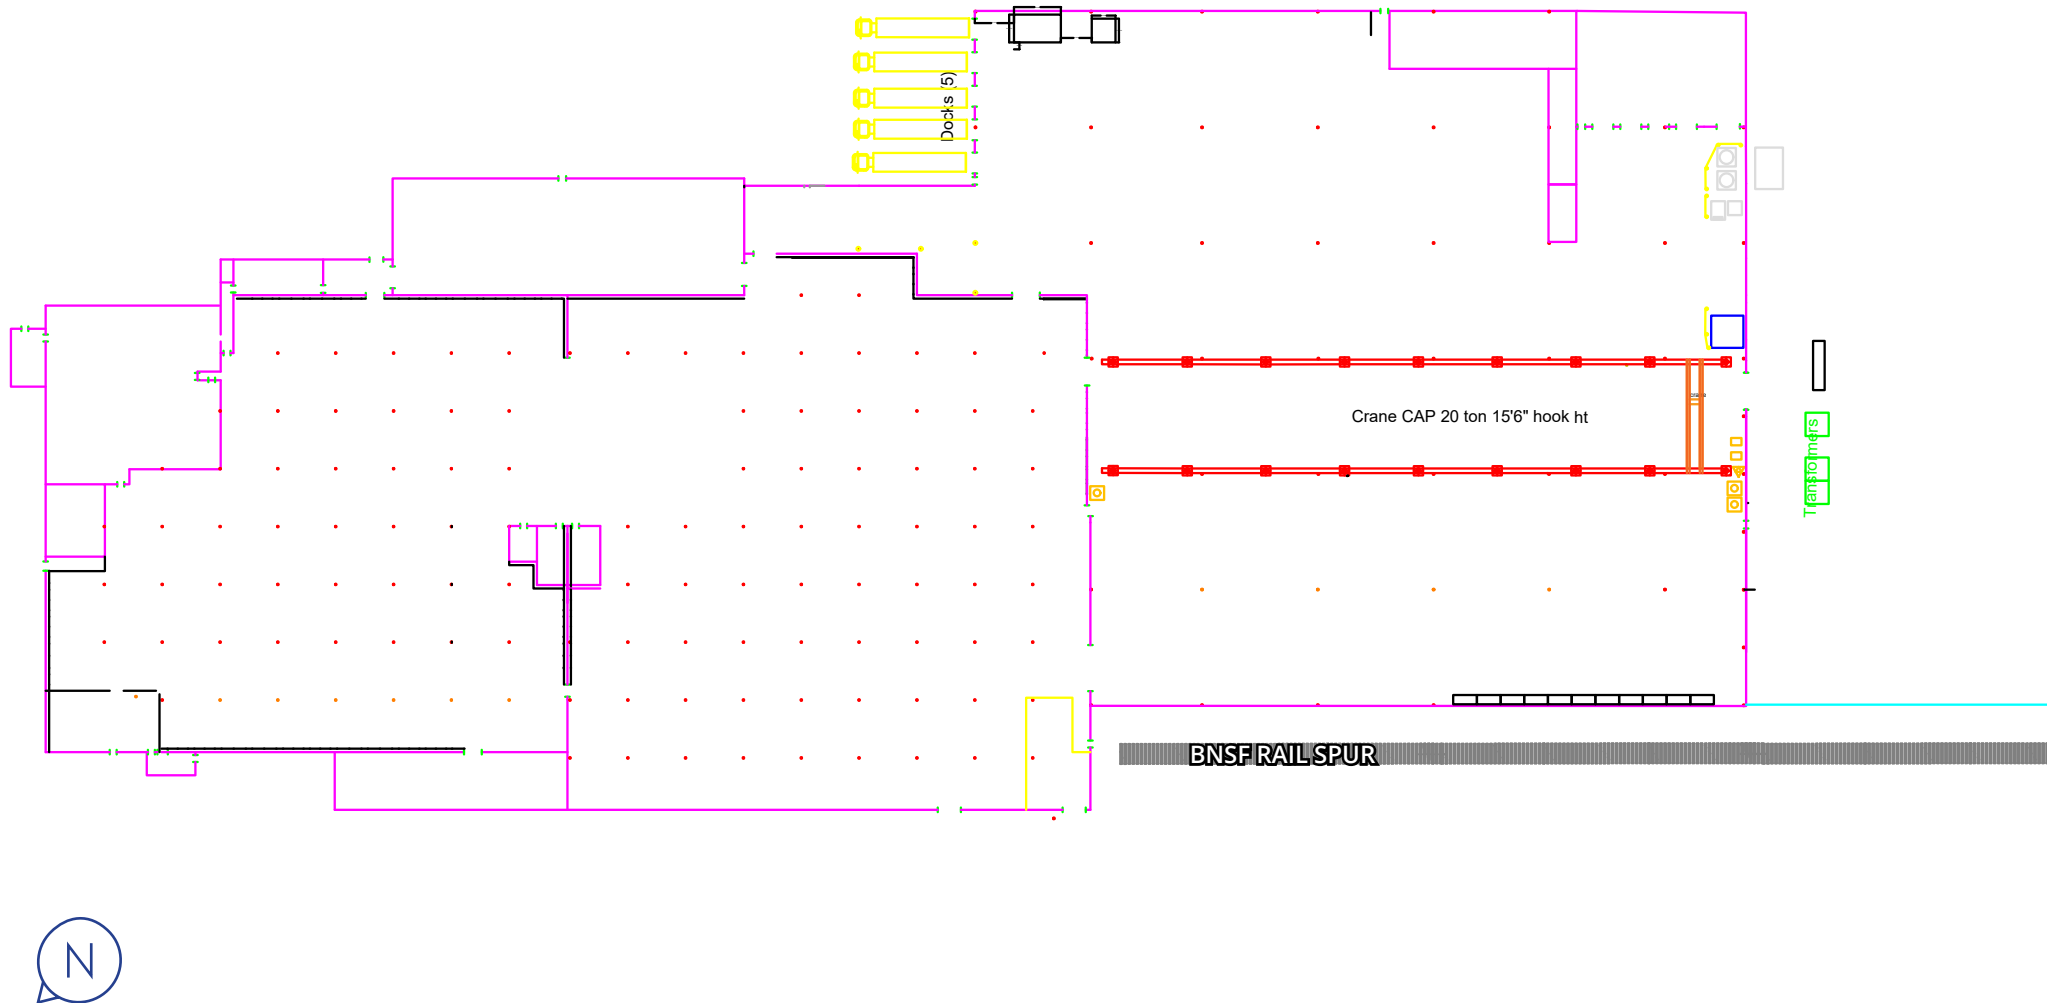 Docks (5)
Crane CAP 20 ton 15'6" hook ht
Transformers
BNSF RAIL SPUR
N